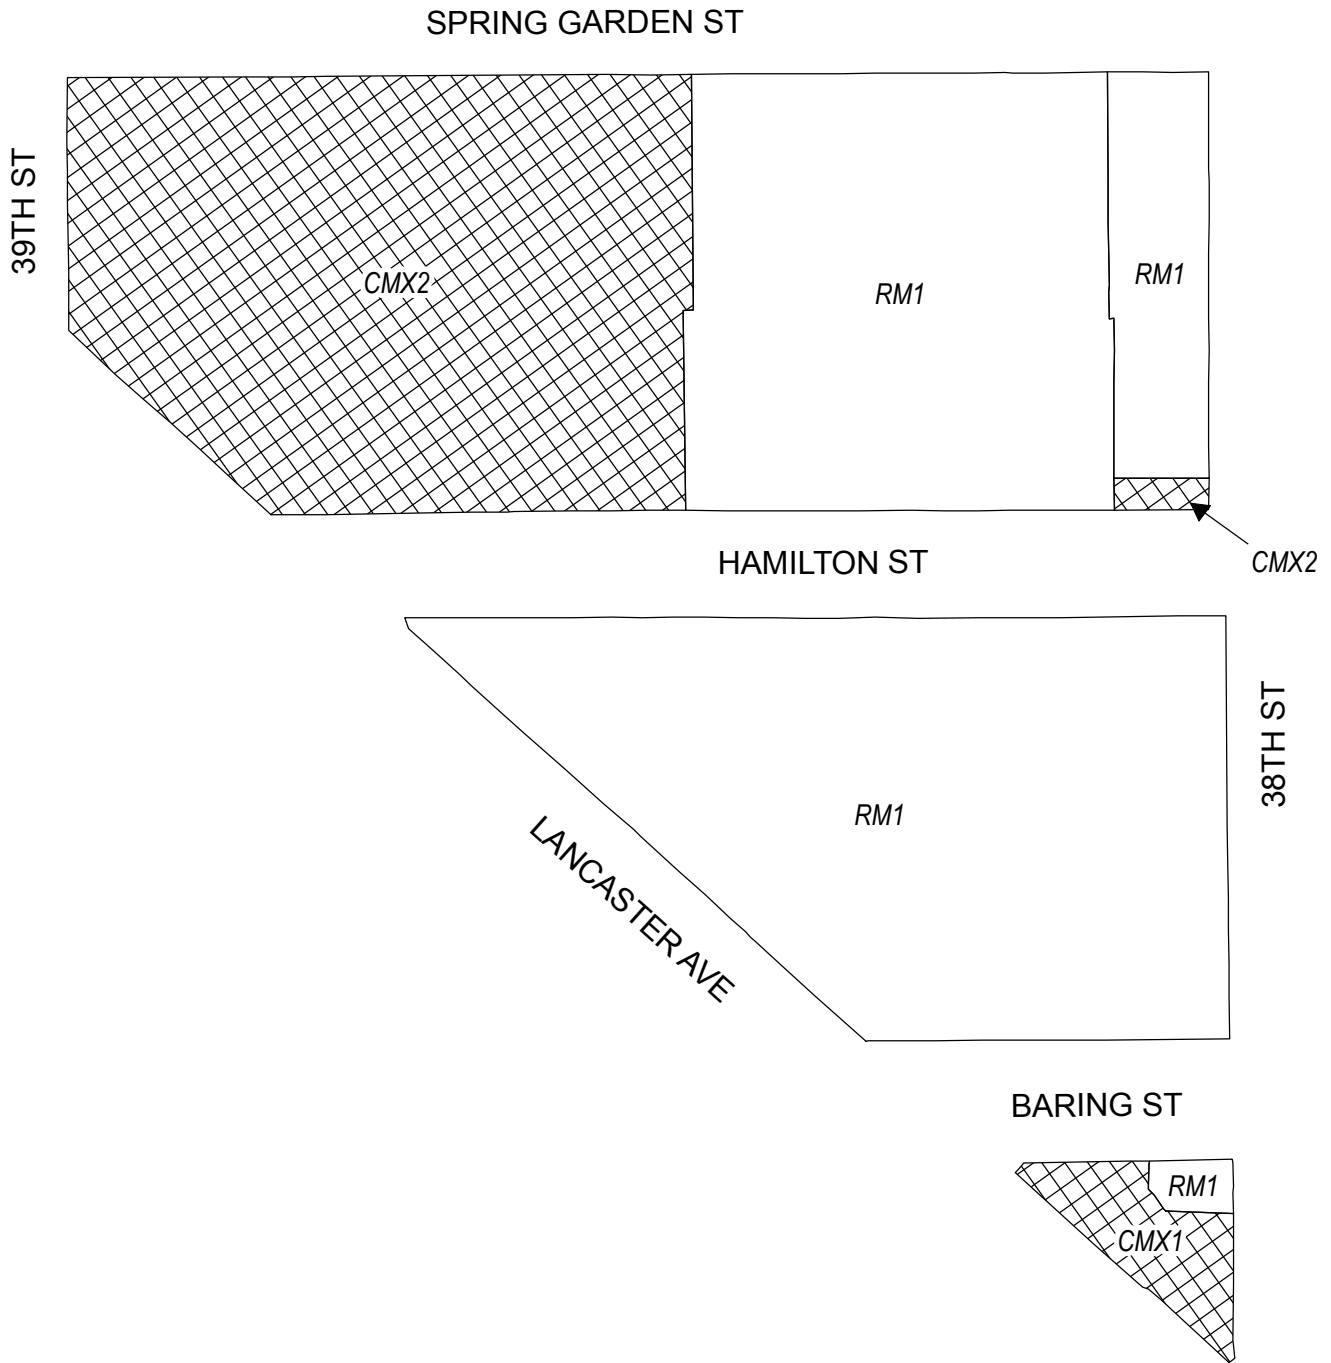 SPRING GARDEN ST
39TH ST
CMX2
RM1
RM1
HAMILTON ST
CMX2
38TH ST
RM1
LANCASTER AVE
BARING ST
RM1
CMX1